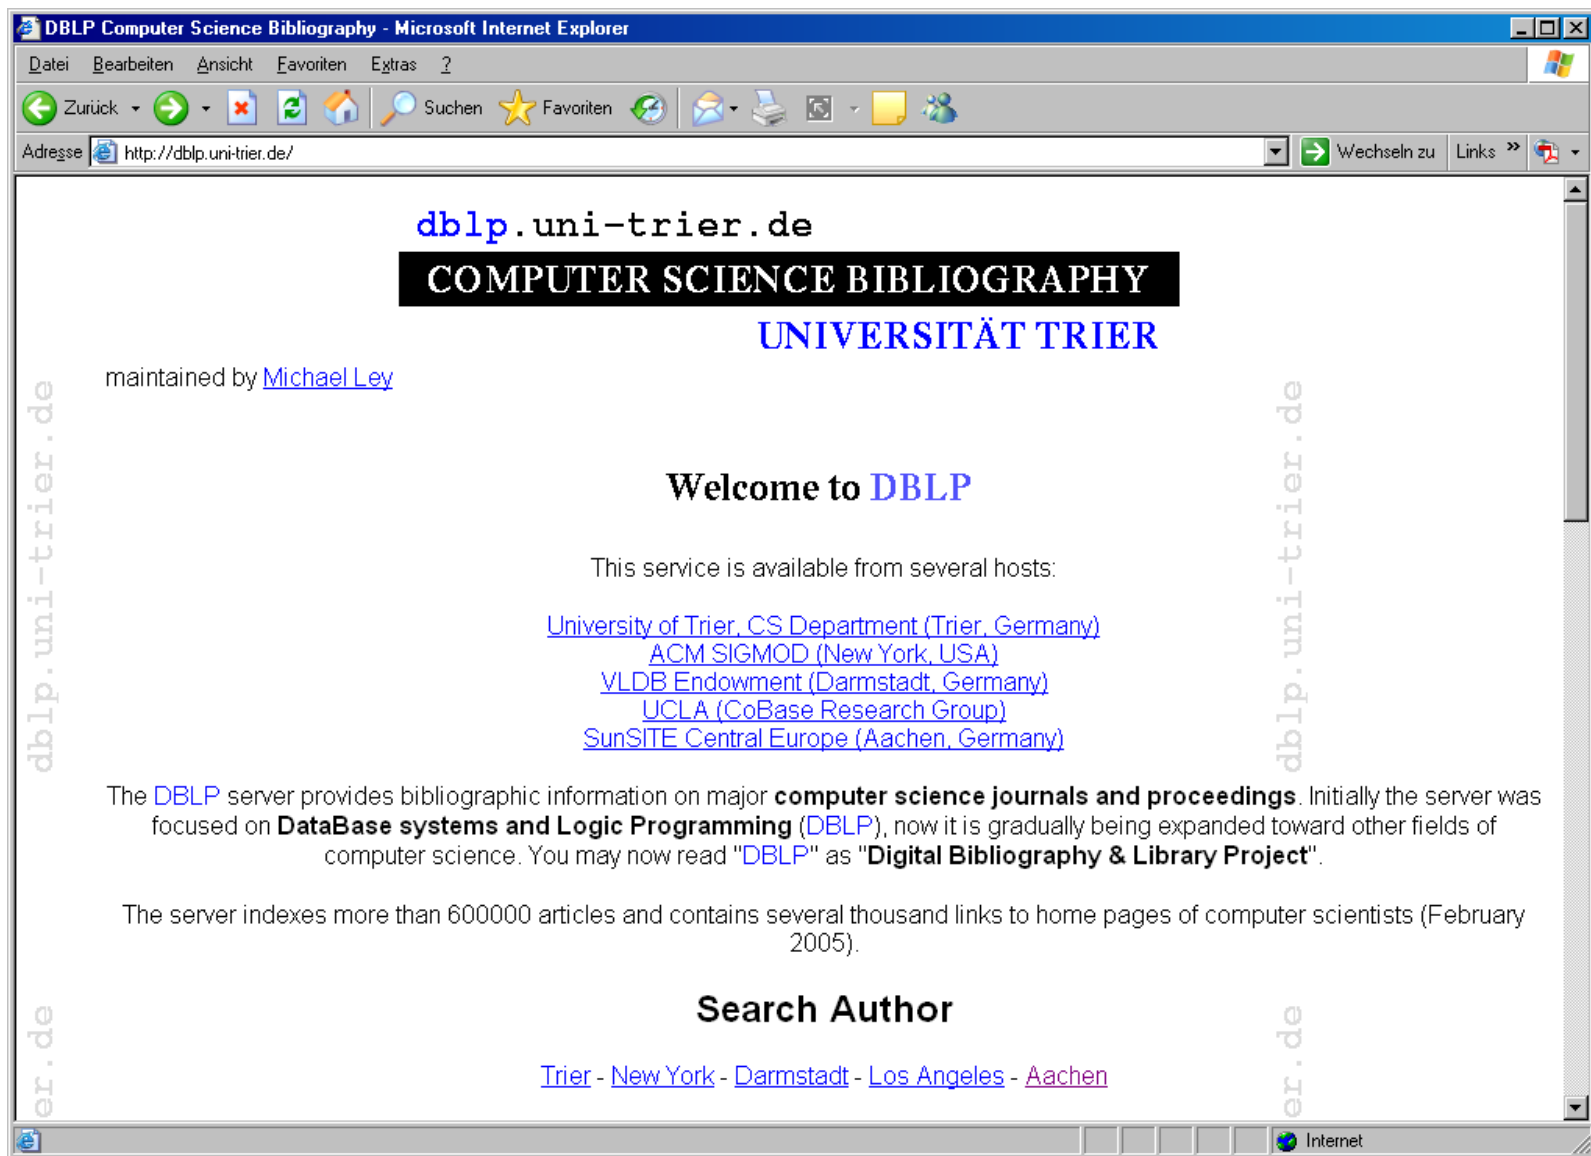 DBLP Computer Science Bibliography - Microsoft Internet Explorer
Datei Bearbeiten Ansicht Favoriten Extras ?
Zurück Suchen Favoriten
Adresse http://dblp.uni-trier.de/ Wechseln zu Links »
dblp.uni-trier.de
COMPUTER SCIENCE BIBLIOGRAPHY
UNIVERSITÄT TRIER
maintained by Michael Ley
dblp.uni-trier.de
dblp.uni-trier.de
Welcome to DBLP
This service is available from several hosts:
University of Trier, CS Department (Trier, Germany)
ACM SIGMOD (New York, USA)
VLDB Endowment (Darmstadt, Germany)
UCLA (CoBase Research Group)
SunSITE Central Europe (Aachen, Germany)
The DBLP server provides bibliographic information on major computer science journals and proceedings. Initially the server was
focused on DataBase systems and Logic Programming (DBLP), now it is gradually being expanded toward other fields of
computer science. You may now read "DBLP" as "Digital Bibliography & Library Project".
The server indexes more than 600000 articles and contains several thousand links to home pages of computer scientists (February
2005).
Search Author
Trier - New York - Darmstadt - Los Angeles - Aachen
er.de
er.de
Internet